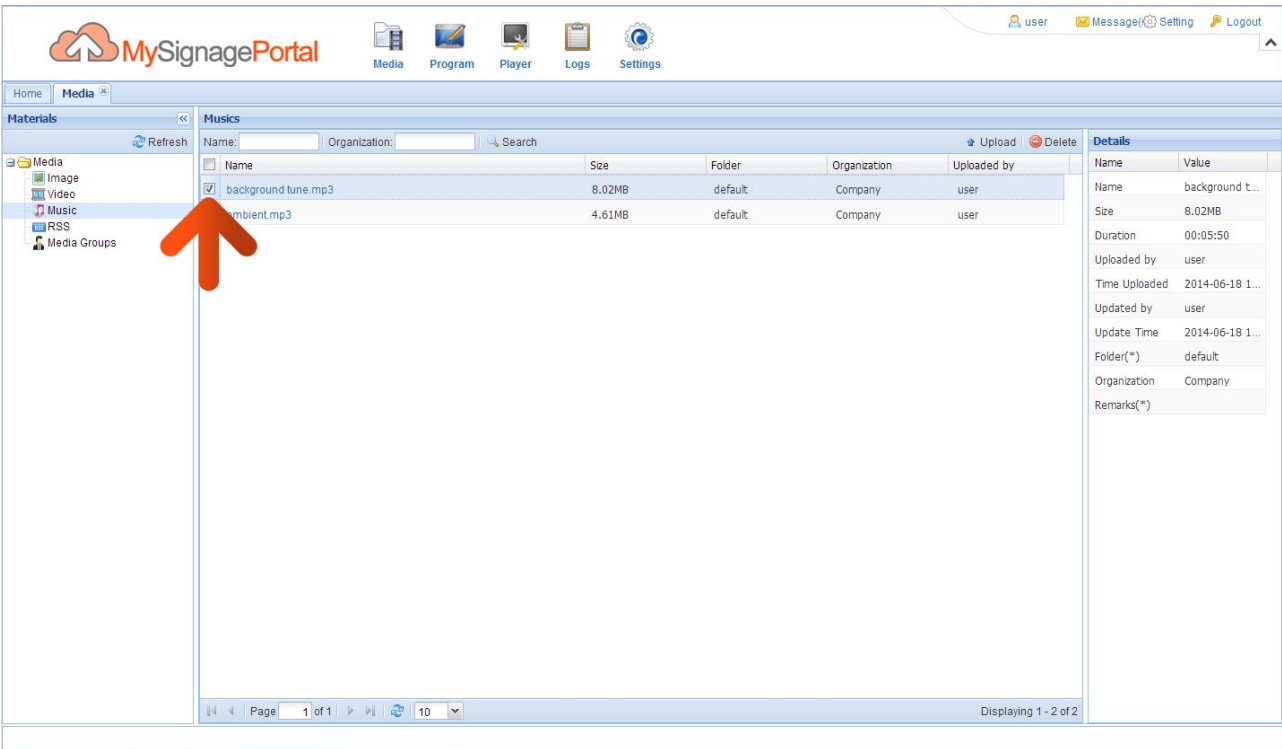 MySignagePortal
Media Program Player Logs Settings
user Message( Setting Logout
Home Media
Materials
Refresh
Media
Image
Video
Music
RSS
Media Groups
Musics
Name: Organization: Search Upload Delete
Name Size Folder Organization Uploaded by
background tune.mp3 8.02MB default Company user
ambient.mp3 4.61MB default Company user
Page 1 of 1 10 Displaying 1 - 2 of 2
Details
Name Value
Name background t...
Size 8.02MB
Duration 00:05:50
Uploaded by user
Time Uploaded 2014-06-18 1...
Updated by user
Update Time 2014-06-18 1...
Folder(*) default
Organization Company
Remarks(*)